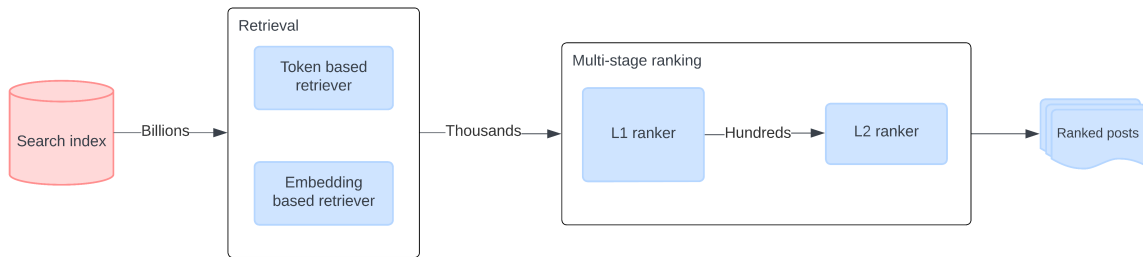 Search index
Billions
Retrieval
Token based
retriever
Embedding
based retriever
Thousands
Multi-stage ranking
L1 ranker
Hundreds
L2 ranker
Ranked posts